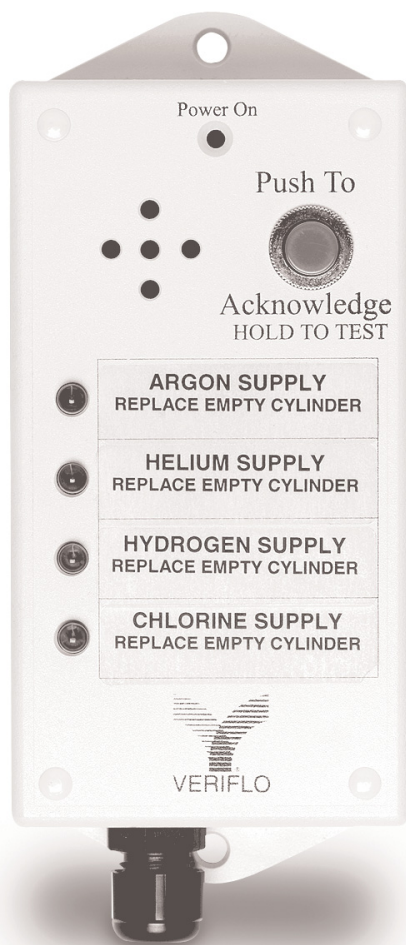 Power On
Push To
Acknowledge
HOLD TO TEST
ARGON SUPPLY
REPLACE EMPTY CYLINDER
HELIUM SUPPLY
REPLACE EMPTY CYLINDER
HYDROGEN SUPPLY
REPLACE EMPTY CYLINDER
CHLORINE SUPPLY
REPLACE EMPTY CYLINDER
VERIFLO